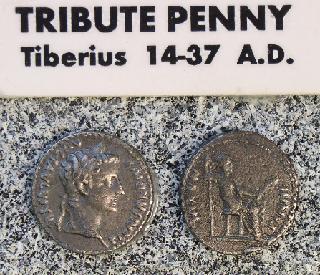 TRIBUTE PENNY
Tiberius 14-37 A.D.